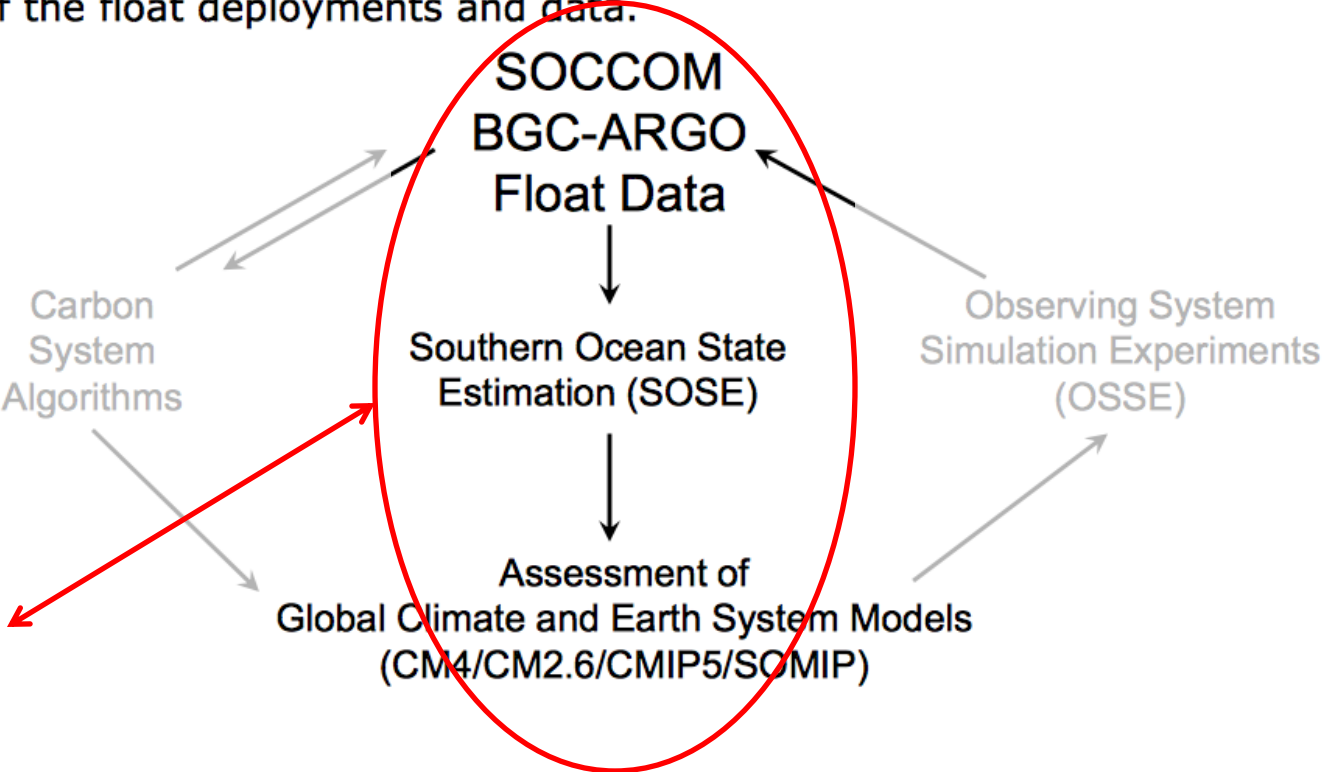 f the float deployments and data.
SOCCOM
BGC-ARGO
Float Data
Carbon
System
Algorithms
Southern Ocean State
Estimation (SOSE)
Observing System
Simulation Experiments
(OSSE)
Assessment of
Global Climate and Earth System Models
(CM4/CM2.6/CMIP5/SOMIP)